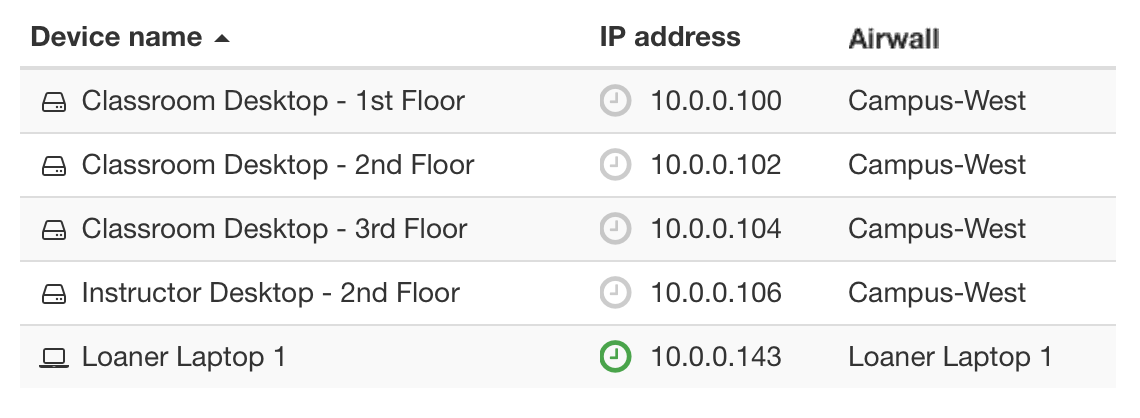 Device name IP address Airwall
Classroom Desktop - 1st Floor 10.0.0.100 Campus-West
Classroom Desktop - 2nd Floor 10.0.0.102 Campus-West
Classroom Desktop - 3rd Floor 10.0.0.104 Campus-West
Instructor Desktop - 2nd Floor 10.0.0.106 Campus-West
Loaner Laptop 1 10.0.0.143 Loaner Laptop 1